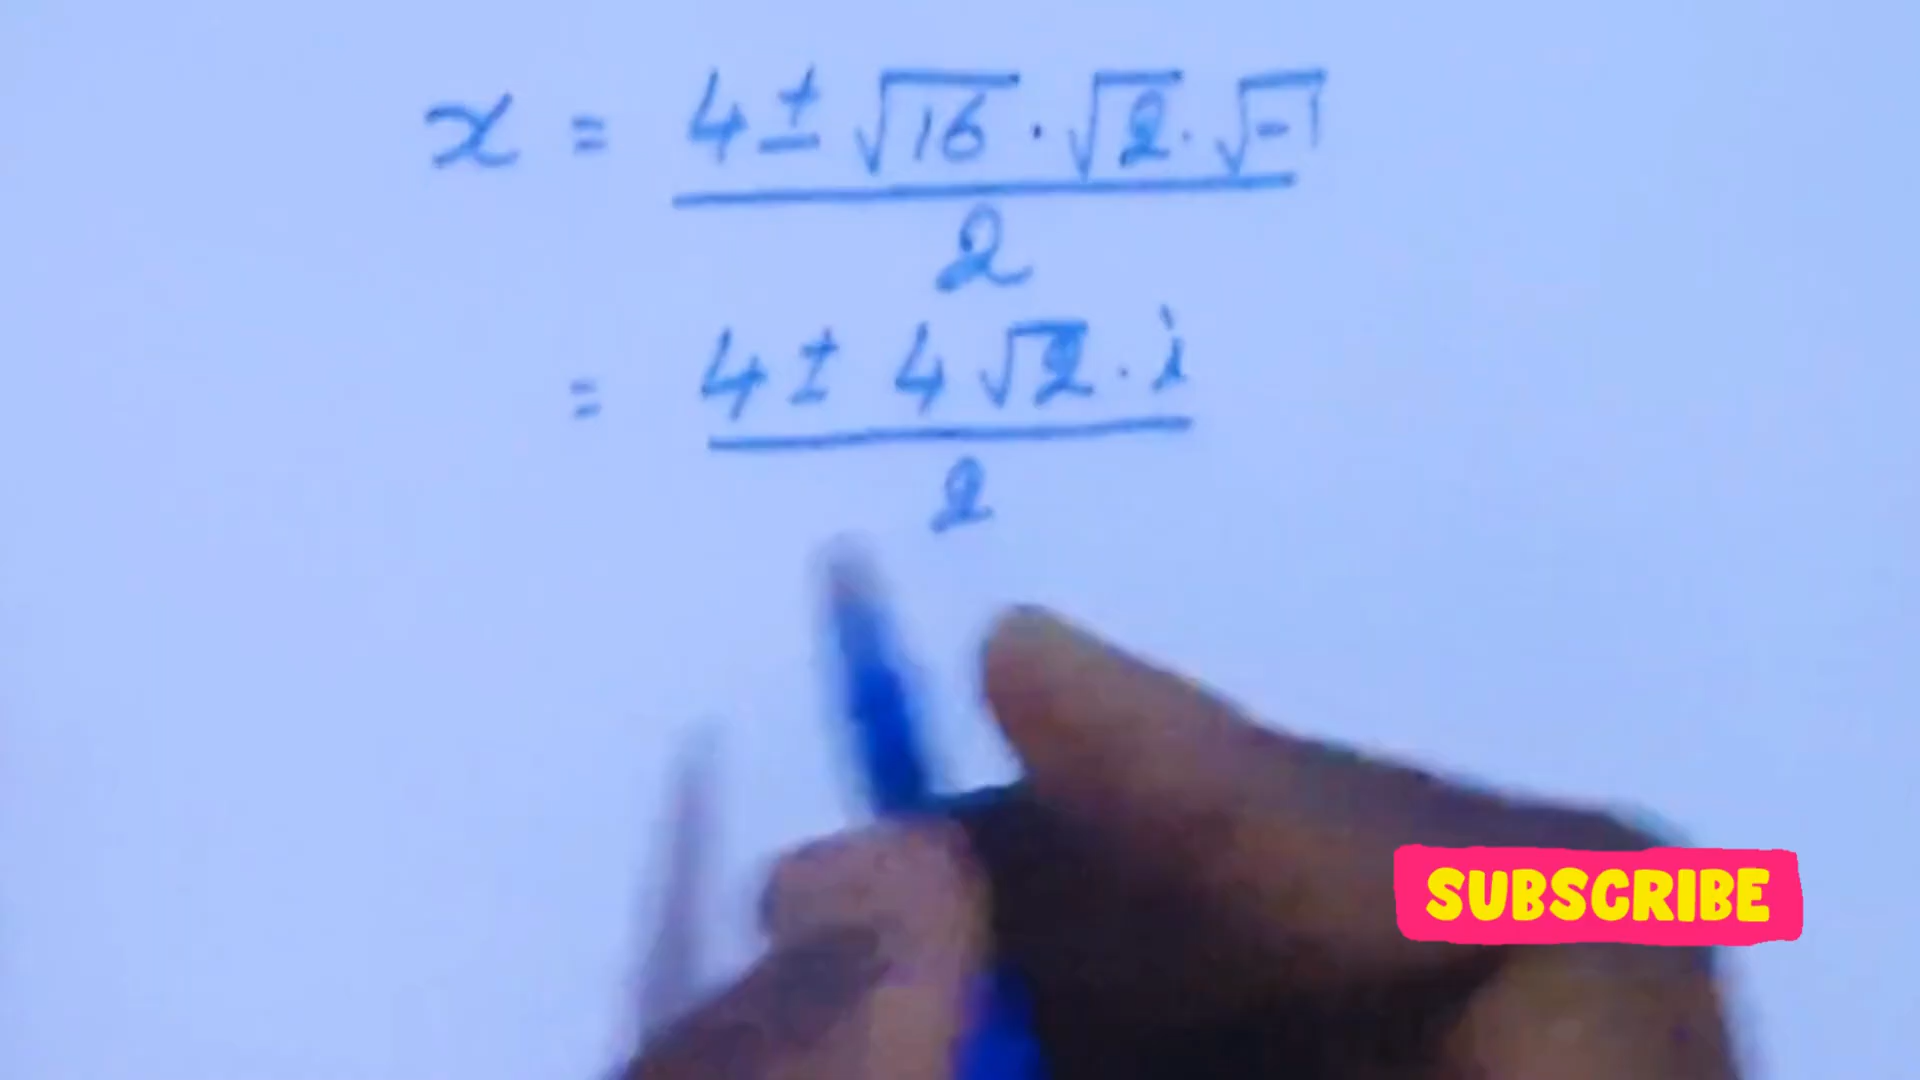 x = 4 ± √16 · √2 · √-1
2
= 4 ± 4 √2 · i
2
SUBSCRIBE